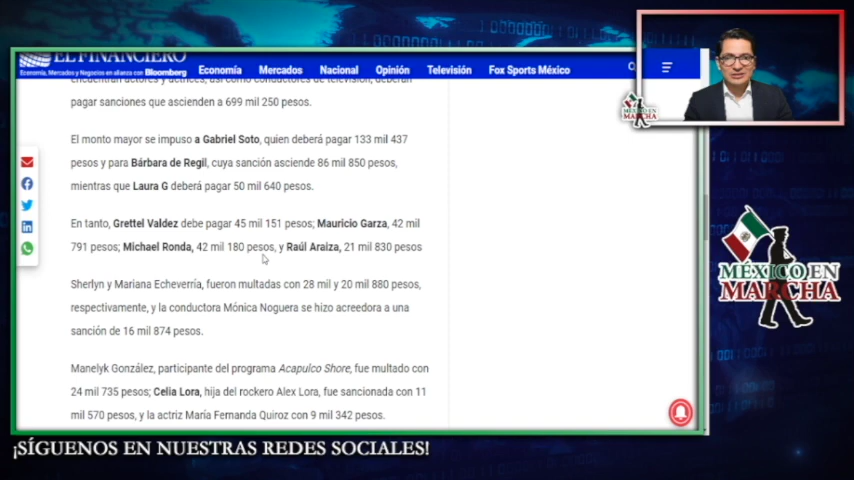 EL FINANCIERO
Economía, Mercados y Negocios en alianza con Bloomberg
Economía Mercados Nacional Opinión Televisión Fox Sports México
encuentran actores y actrices, así como conductores de televisión, deberán
pagar sanciones que ascienden a 699 mil 250 pesos.
El monto mayor se impuso a Gabriel Soto, quien deberá pagar 133 mil 437
pesos y para Bárbara de Regil, cuya sanción asciende 86 mil 850 pesos,
mientras que Laura G deberá pagar 50 mil 640 pesos.
En tanto, Grettel Valdez debe pagar 45 mil 151 pesos; Mauricio Garza, 42 mil
791 pesos; Michael Ronda, 42 mil 180 pesos, y Raúl Araiza, 21 mil 830 pesos
Sherlyn y Mariana Echeverría, fueron multadas con 28 mil y 20 mil 880 pesos,
respectivamente, y la conductora Mónica Noguera se hizo acreedora a una
sanción de 16 mil 874 pesos.
Manelyk González, participante del programa Acapulco Shore, fue multado con
24 mil 735 pesos; Celia Lora, hija del rockero Alex Lora, fue sancionada con 11
mil 570 pesos, y la actriz María Fernanda Quiroz con 9 mil 342 pesos.
MÉXICO EN
MARCHA
MÉXICO EN
MARCHA
¡SÍGUENOS EN NUESTRAS REDES SOCIALES!